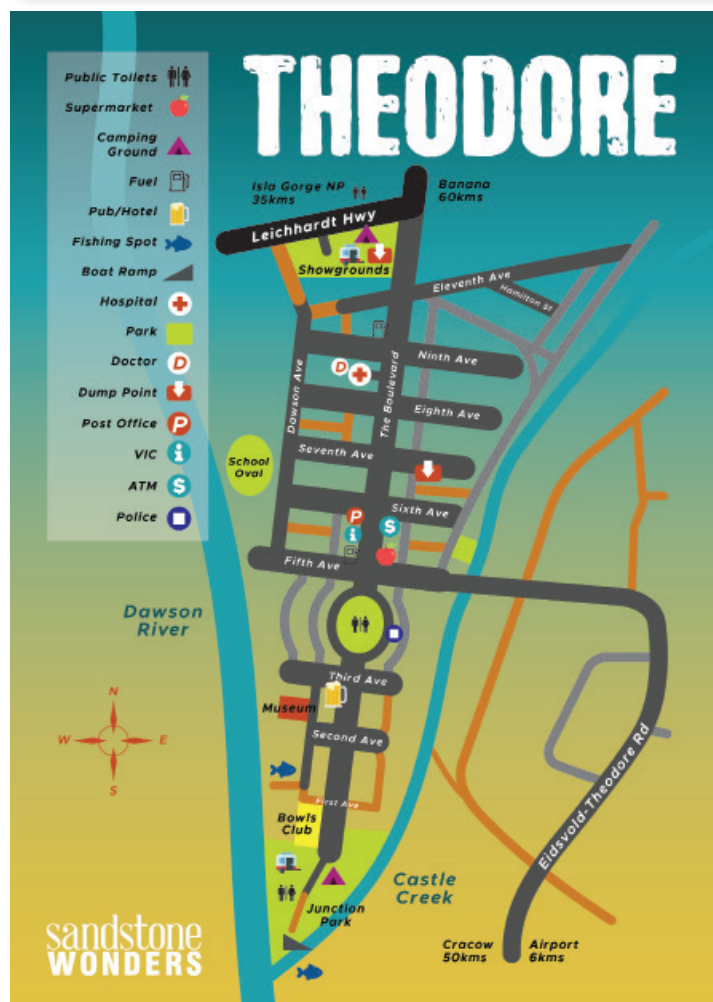 THEODORE
Public Toilets
Supermarket
Camping
Ground
Fuel
Pub/Hotel
Fishing Spot
Boat Ramp
Hospital
Park
Doctor
D
Dump Point
Post Office
P
VIC
i
ATM
$
Police
Isla Gorge NP
35kms
Banana
60kms
Leichhardt Hwy
Showgrounds
Eleventh Ave
Hamilton St
Ninth Ave
D
The Boulevard
Dawson Ave
Eighth Ave
Seventh Ave
School
Oval
Sixth Ave
P
$
i
Fifth Ave
Dawson
River
Third Ave
Museum
Second Ave
N
W
E
S
First Ave
Bowls
Club
Eidsvold-Theodore Rd
Castle
Creek
Junction
Park
Cracow
50kms
Airport
6kms
sandstone
WONDERS